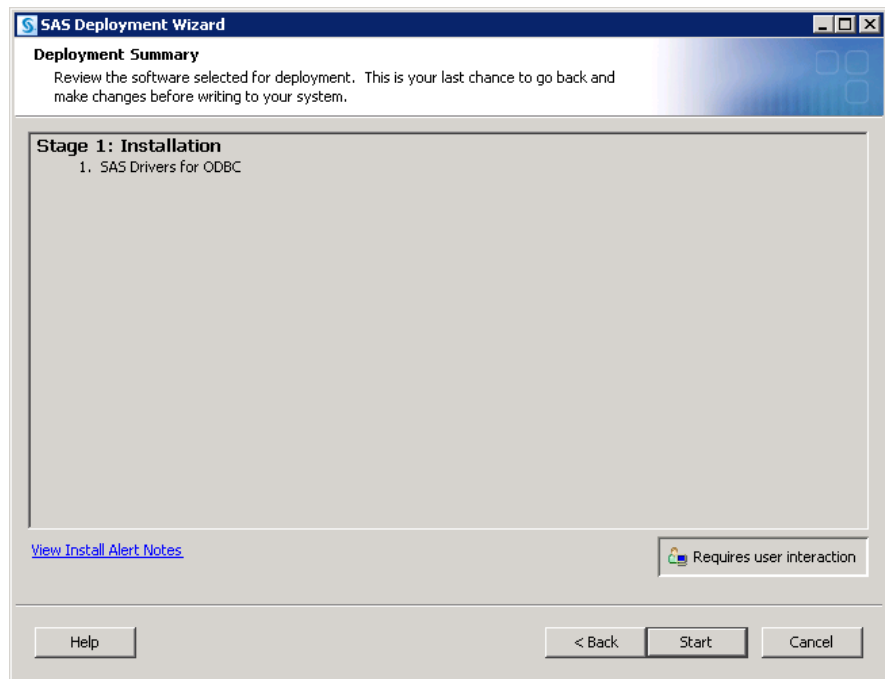 SAS Deployment Wizard
Deployment Summary
Review the software selected for deployment. This is your last chance to go back and
make changes before writing to your system.
Stage 1: Installation
1. SAS Drivers for ODBC
View Install Alert Notes
Requires user interaction
Help
< Back
Start
Cancel